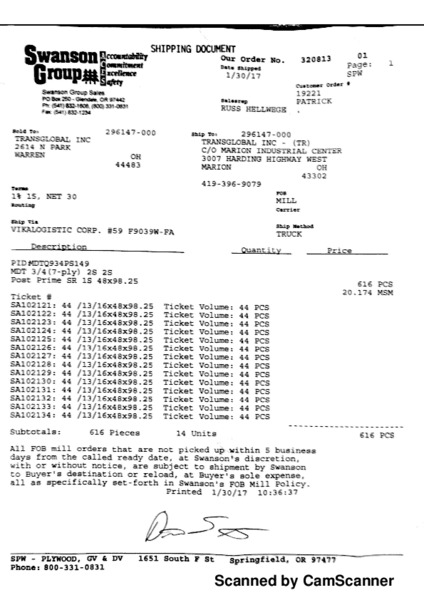 SHIPPING DOCUMENT
Swanson Group
Accountability
Commitment
Excellence
Safety
Our Order No. 320813 01
Page: 1
Date Shipped
1/30/17 SPW
Swanson Group Sales
PO Box 250 - Glendale, OR 97442
Ph: (541) 832-1608, (800) 331-0831
Fax: (541) 832-1234
Customer Order #
19221
Salesrep PATRICK
RUSS HELLWEGE .
Sold To: 296147-000
TRANSGLOBAL INC
2614 N PARK
WARREN OH
44483
Ship To: 296147-000
TRANSGLOBAL INC - (TR)
C/O MARION INDUSTRIAL CENTER
3007 HARDING HIGHWAY WEST
MARION OH
43302
419-396-9079
Terms
1% 15, NET 30
Routing
FOB
MILL
Carrier
Ship Via
VIKALOGISTIC CORP. #59 F9039W-FA
Ship Method
TRUCK
Description Quantity Price
PID#MDTQ934PS149
MDT 3/4(7-ply) 2S 2S
Post Prime SR 1S 48x98.25 616 PCS
20.174 MSM
Ticket #
SA102121: 44 /13/16x48x98.25 Ticket Volume: 44 PCS
SA102122: 44 /13/16x48x98.25 Ticket Volume: 44 PCS
SA102123: 44 /13/16x48x98.25 Ticket Volume: 44 PCS
SA102124: 44 /13/16x48x98.25 Ticket Volume: 44 PCS
SA102125: 44 /13/16x48x98.25 Ticket Volume: 44 PCS
SA102126: 44 /13/16x48x98.25 Ticket Volume: 44 PCS
SA102127: 44 /13/16x48x98.25 Ticket Volume: 44 PCS
SA102128: 44 /13/16x48x98.25 Ticket Volume: 44 PCS
SA102129: 44 /13/16x48x98.25 Ticket Volume: 44 PCS
SA102130: 44 /13/16x48x98.25 Ticket Volume: 44 PCS
SA102131: 44 /13/16x48x98.25 Ticket Volume: 44 PCS
SA102132: 44 /13/16x48x98.25 Ticket Volume: 44 PCS
SA102133: 44 /13/16x48x98.25 Ticket Volume: 44 PCS
SA102134: 44 /13/16x48x98.25 Ticket Volume: 44 PCS
Subtotals: 616 Pieces 14 Units 616 PCS
All FOB mill orders that are not picked up within 5 business
days from the called ready date, at Swanson's discretion,
with or without notice, are subject to shipment by Swanson
to Buyer's destination or reload, at Buyer's sole expense,
all as specifically set-forth in Swanson's FOB Mill Policy.
Printed 1/30/17 10:36:37
SPW - PLYWOOD, GV & DV 1651 South F St Springfield, OR 97477
Phone: 800-331-0831
Scanned by CamScanner